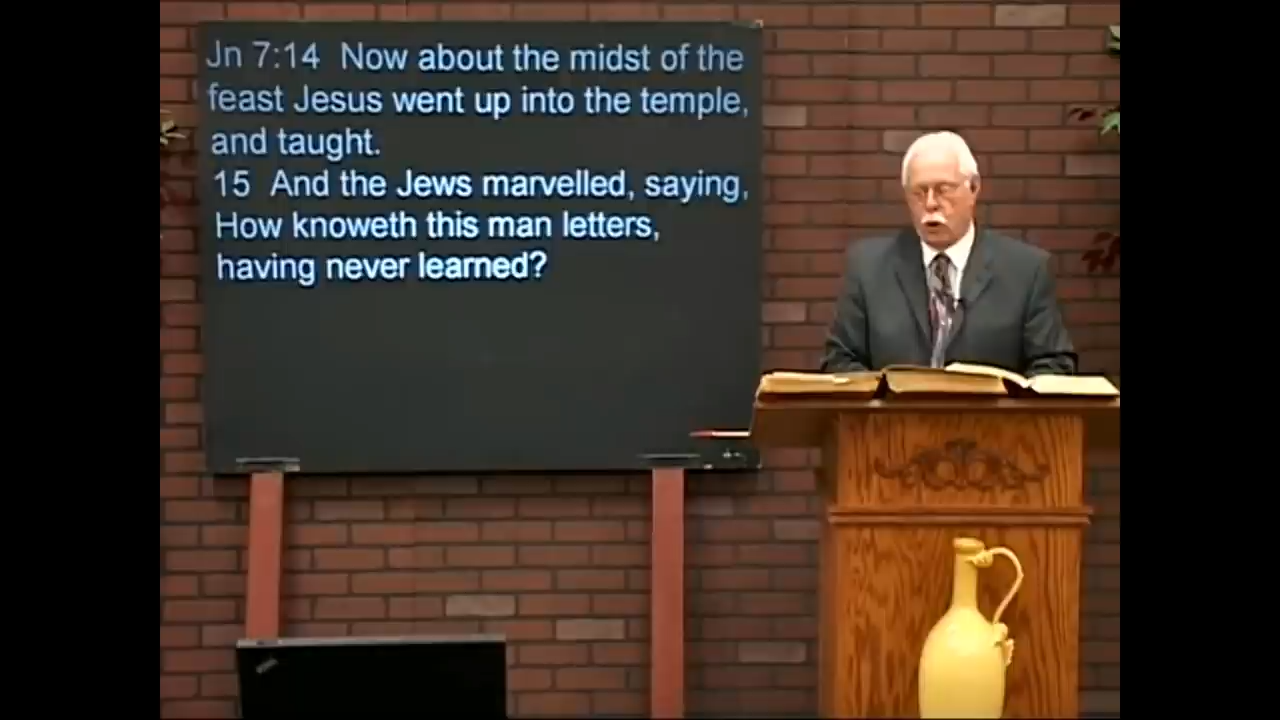 Jn 7:14 Now about the midst of the
feast Jesus went up into the temple,
and taught.
15 And the Jews marvelled, saying,
How knoweth this man letters,
having never learned?